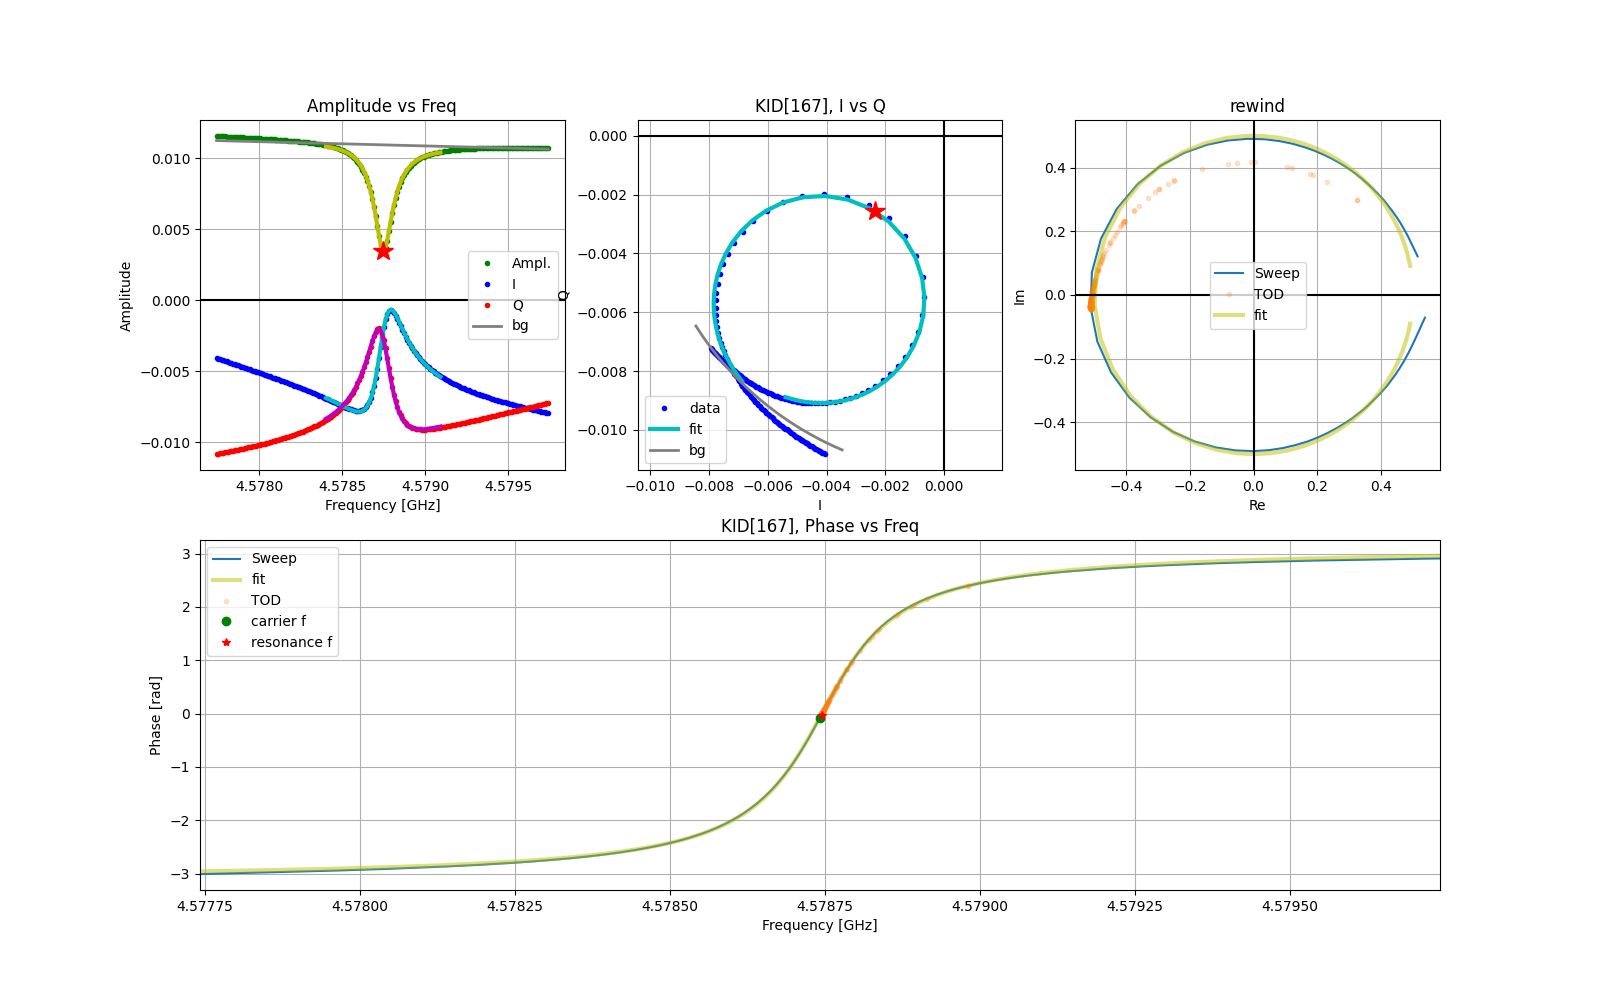 Amplitude vs Freq
Amplitude
0.010
0.005
0.000
−0.005
−0.010
Ampl.
I
Q
bg
4.5780 4.5785 4.5790 4.5795
Frequency [GHz]
KID[167], I vs Q
Q
0.000
−0.002
−0.004
−0.006
−0.008
−0.010
data
fit
bg
−0.010 −0.008 −0.006 −0.004 −0.002 0.000
I
rewind
Im
0.4
0.2
0.0
−0.2
−0.4
Sweep
TOD
fit
−0.4 −0.2 0.0 0.2 0.4
Re
KID[167], Phase vs Freq
Phase [rad]
3
2
1
0
−1
−2
−3
Sweep
fit
TOD
carrier f
resonance f
4.57775 4.57800 4.57825 4.57850 4.57875 4.57900 4.57925 4.57950
Frequency [GHz]